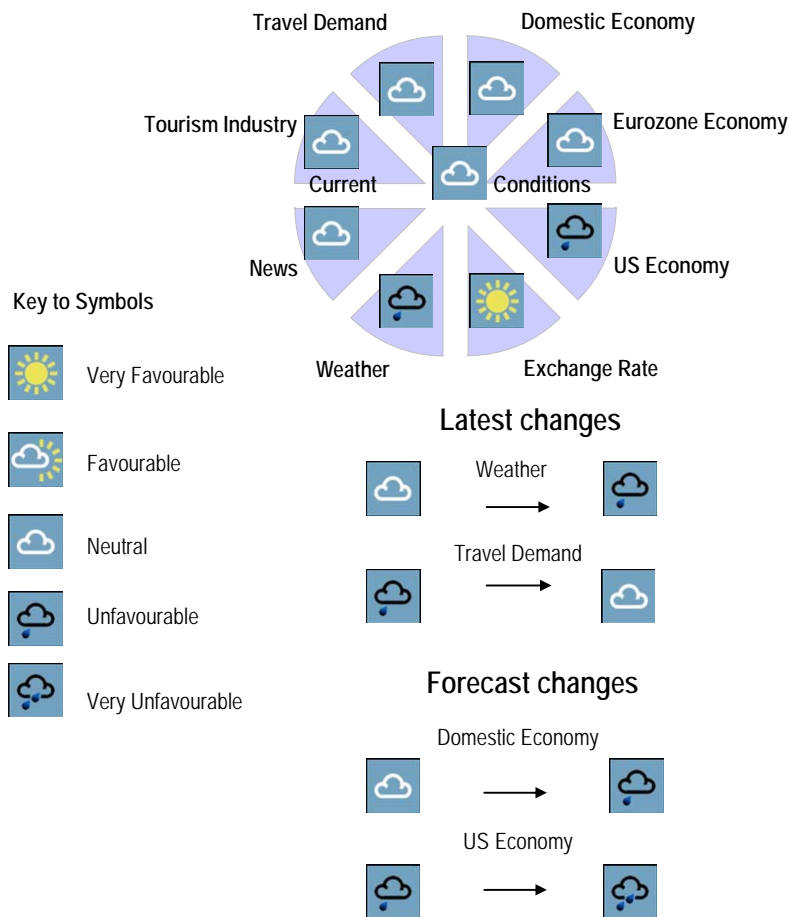 Travel Demand
Domestic Economy
Tourism Industry
Eurozone Economy
Current
Conditions
News
US Economy
Key to Symbols
Weather
Exchange Rate
Very Favourable
Favourable
Neutral
Unfavourable
Very Unfavourable
Latest changes
Weather
Travel Demand
Forecast changes
Domestic Economy
US Economy